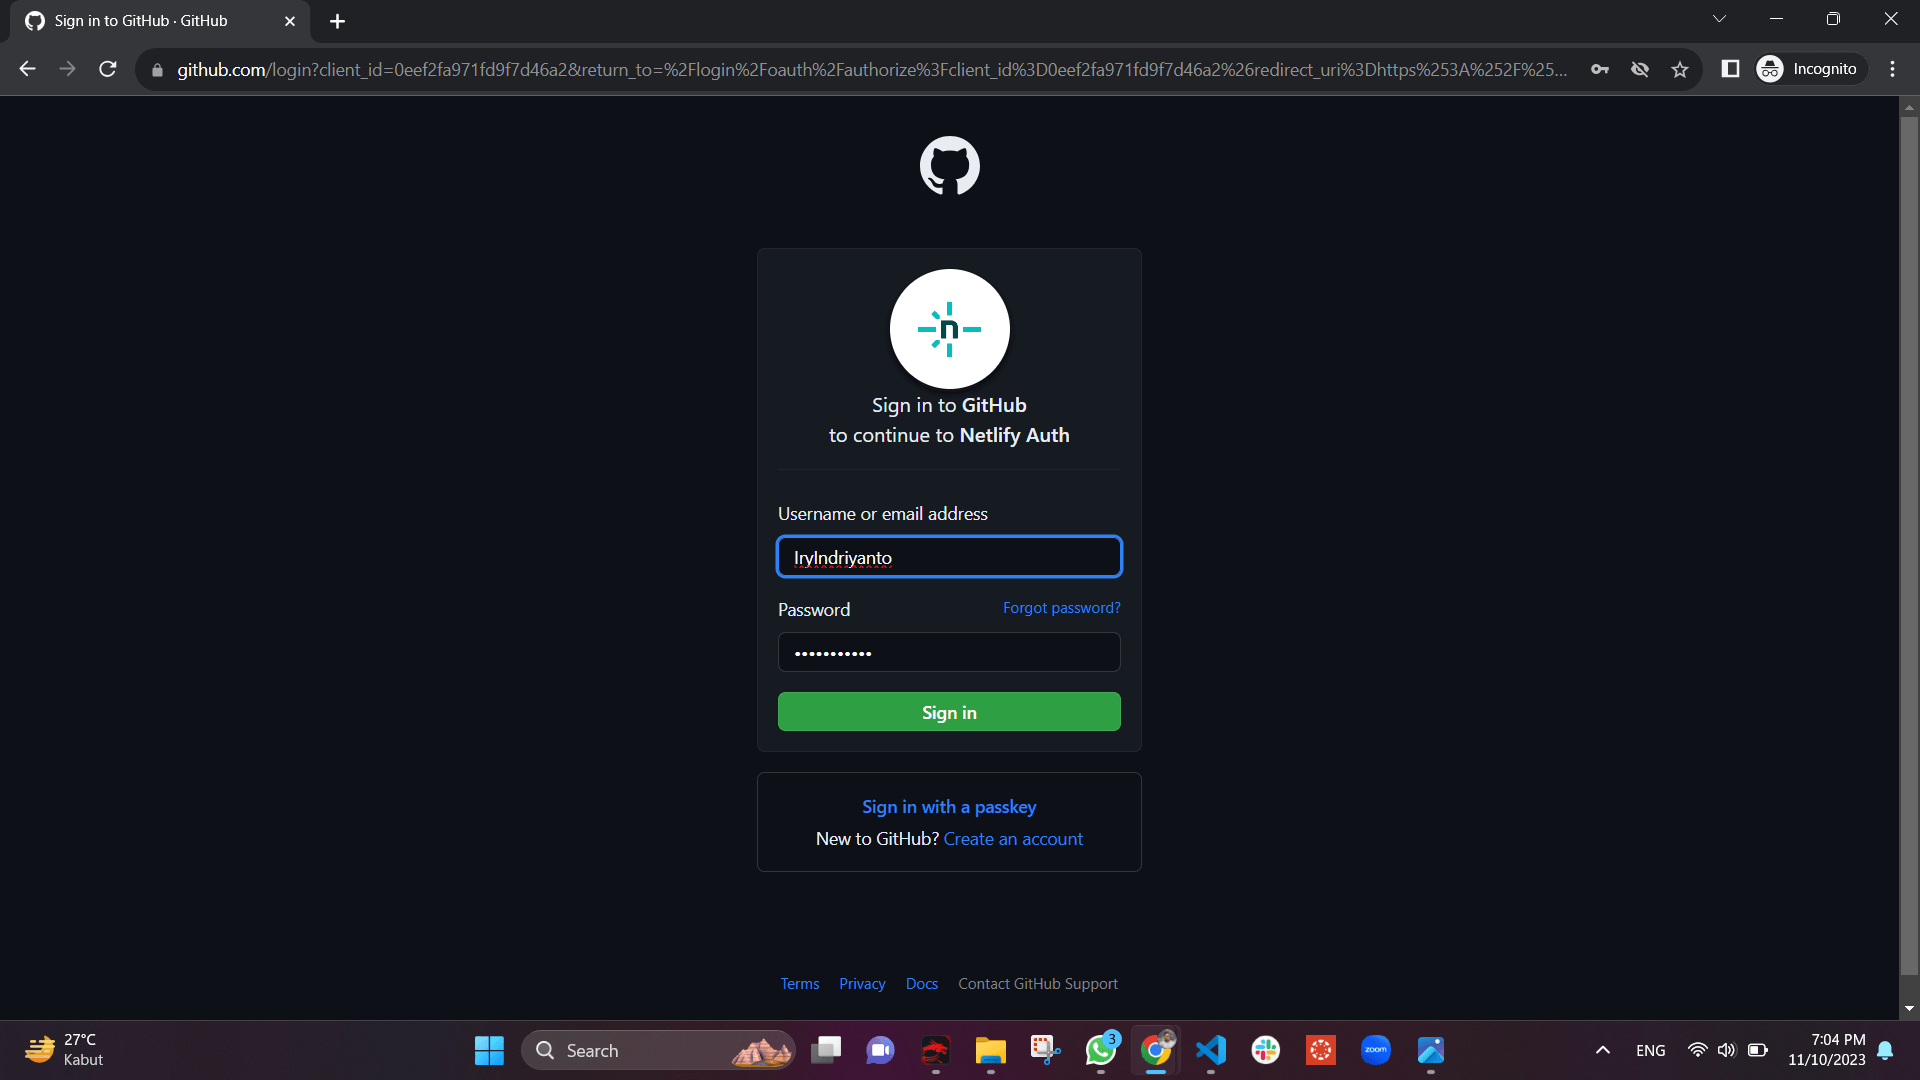 Sign in to GitHub · GitHub
github.com/login?client_id=0eef2fa971fd9f7d46a2&return_to=%2Flogin%2Foauth%2Fauthorize%3Fclient_id%3D0eef2fa971fd9f7d46a2%26redirect_uri%3Dhttps%253A%252F%25...
Incognito
n
Sign in to GitHub
to continue to Netlify Auth
Username or email address
IryIndriyanto
Password
Forgot password?
•••••••••••
Sign in
Sign in with a passkey
New to GitHub? Create an account
Terms
Privacy
Docs
Contact GitHub Support
27°C
Kabut
Search
3
zoom
ENG
7:04 PM
11/10/2023